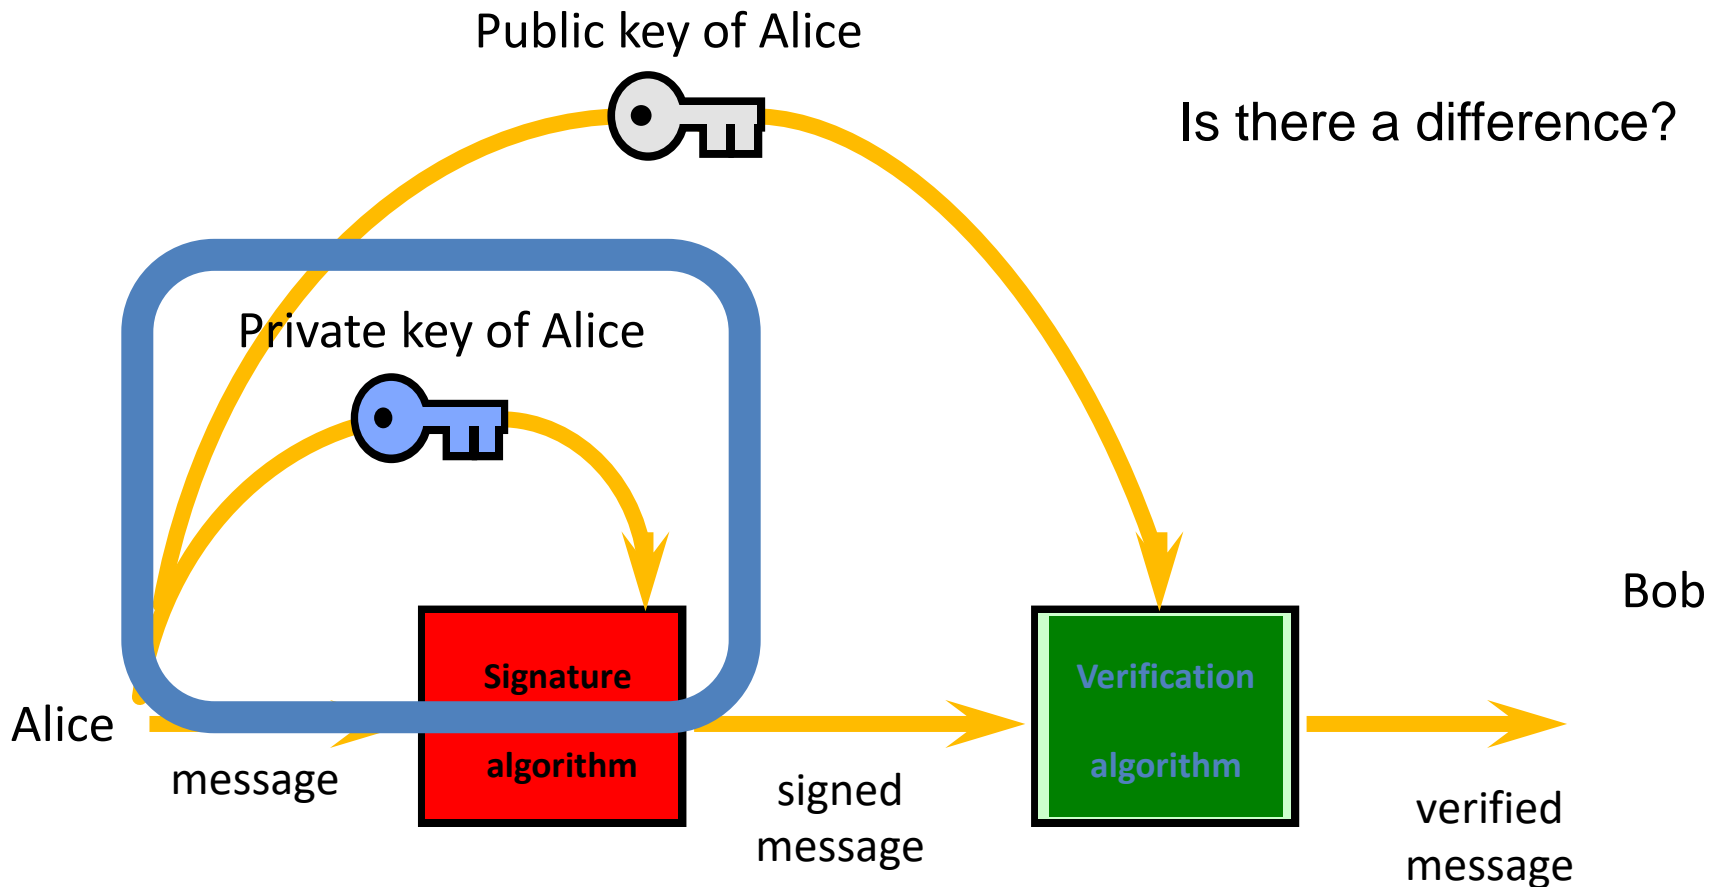 Public key of Alice
Is there a difference?
Private key of Alice
Bob
Signature
algorithm
Verification
algorithm
Alice
message
signed
message
verified
message